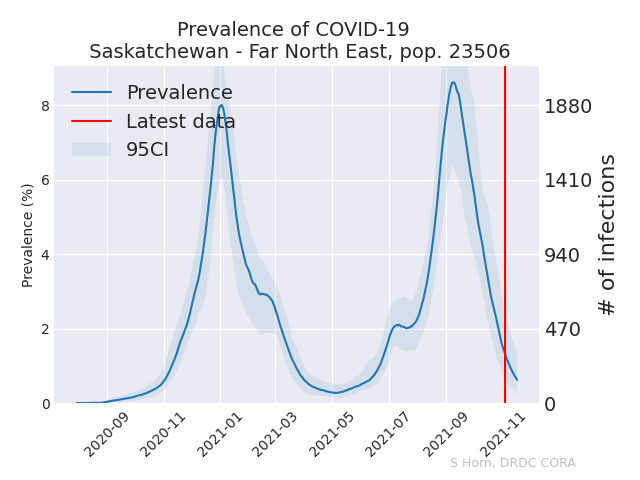 Prevalence of COVID-19
Saskatchewan - Far North East, pop. 23506
Prevalence
Latest data
95CI
Prevalence (%)
8
6
4
2
0
1880
1410
940
470
0
# of infections
2020-09
2020-11
2021-01
2021-03
2021-05
2021-07
2021-09
2021-11
S Horn, DRDC CORA